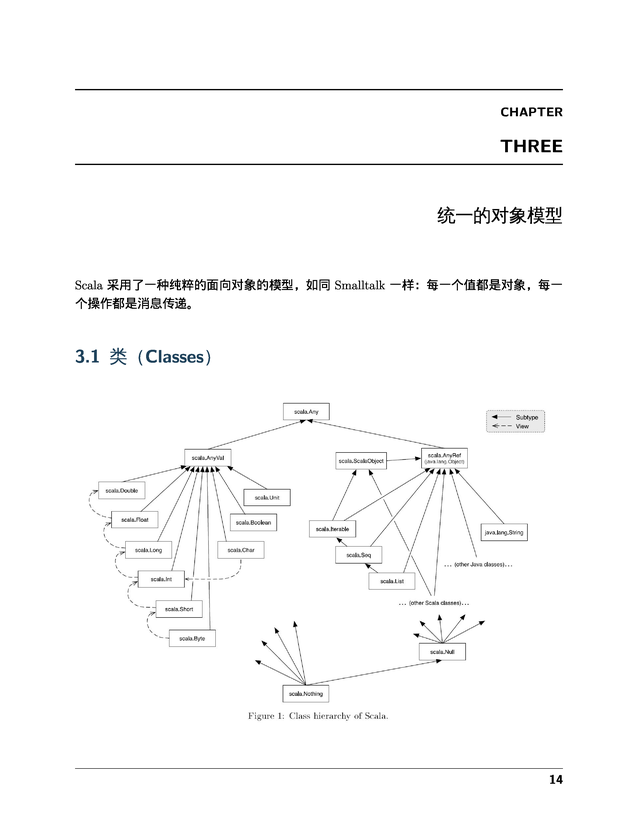 CHAPTER
THREE
统一的对象模型
Scala 采用了一种纯粹的面向对象的模型，如同 Smalltalk 一样：每一个值都是对象，每一
个操作都是消息传递。
3.1 类（Classes）
scala.Any
Subtype
View
scala.AnyVal
scala.ScalaObject
scala.AnyRef
(java.lang.Object)
scala.Double
scala.Unit
scala.Float
scala.Boolean
scala.Iterable
java.lang.String
scala.Long
scala.Char
scala.Seq
... (other Java classes)...
scala.Int
scala.List
scala.Short
... (other Scala classes)...
scala.Byte
scala.Null
scala.Nothing
Figure 1: Class hierarchy of Scala.
14